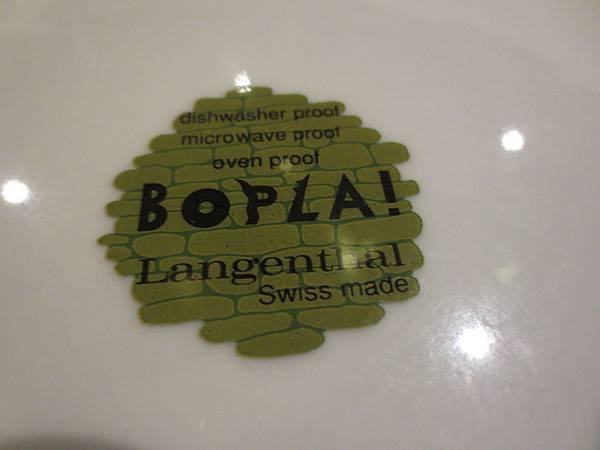 dishwasher proof
microwave proof
oven proof
BOPLA!
Langenthal
Swiss made